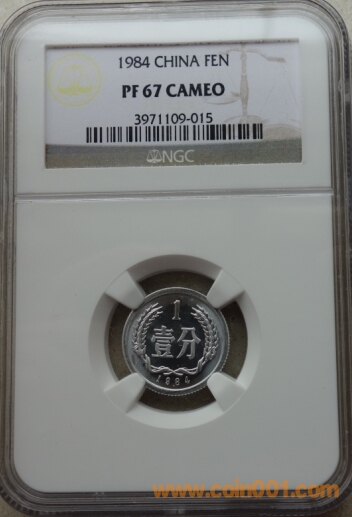 1984 CHINA FEN
PF 67 CAMEO
3971109-015
NGC
1
壹分
1984
www.coin001.com